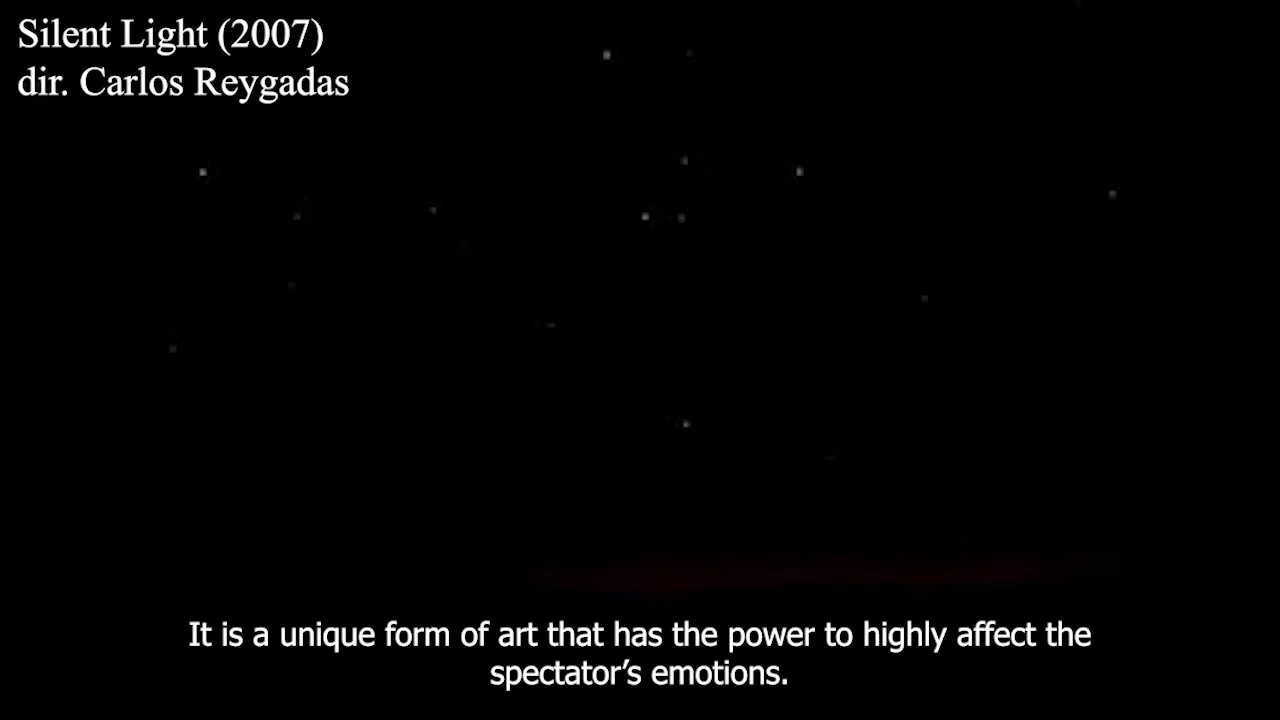 Silent Light (2007)
dir. Carlos Reygadas
It is a unique form of art that has the power to highly affect the
spectator’s emotions.